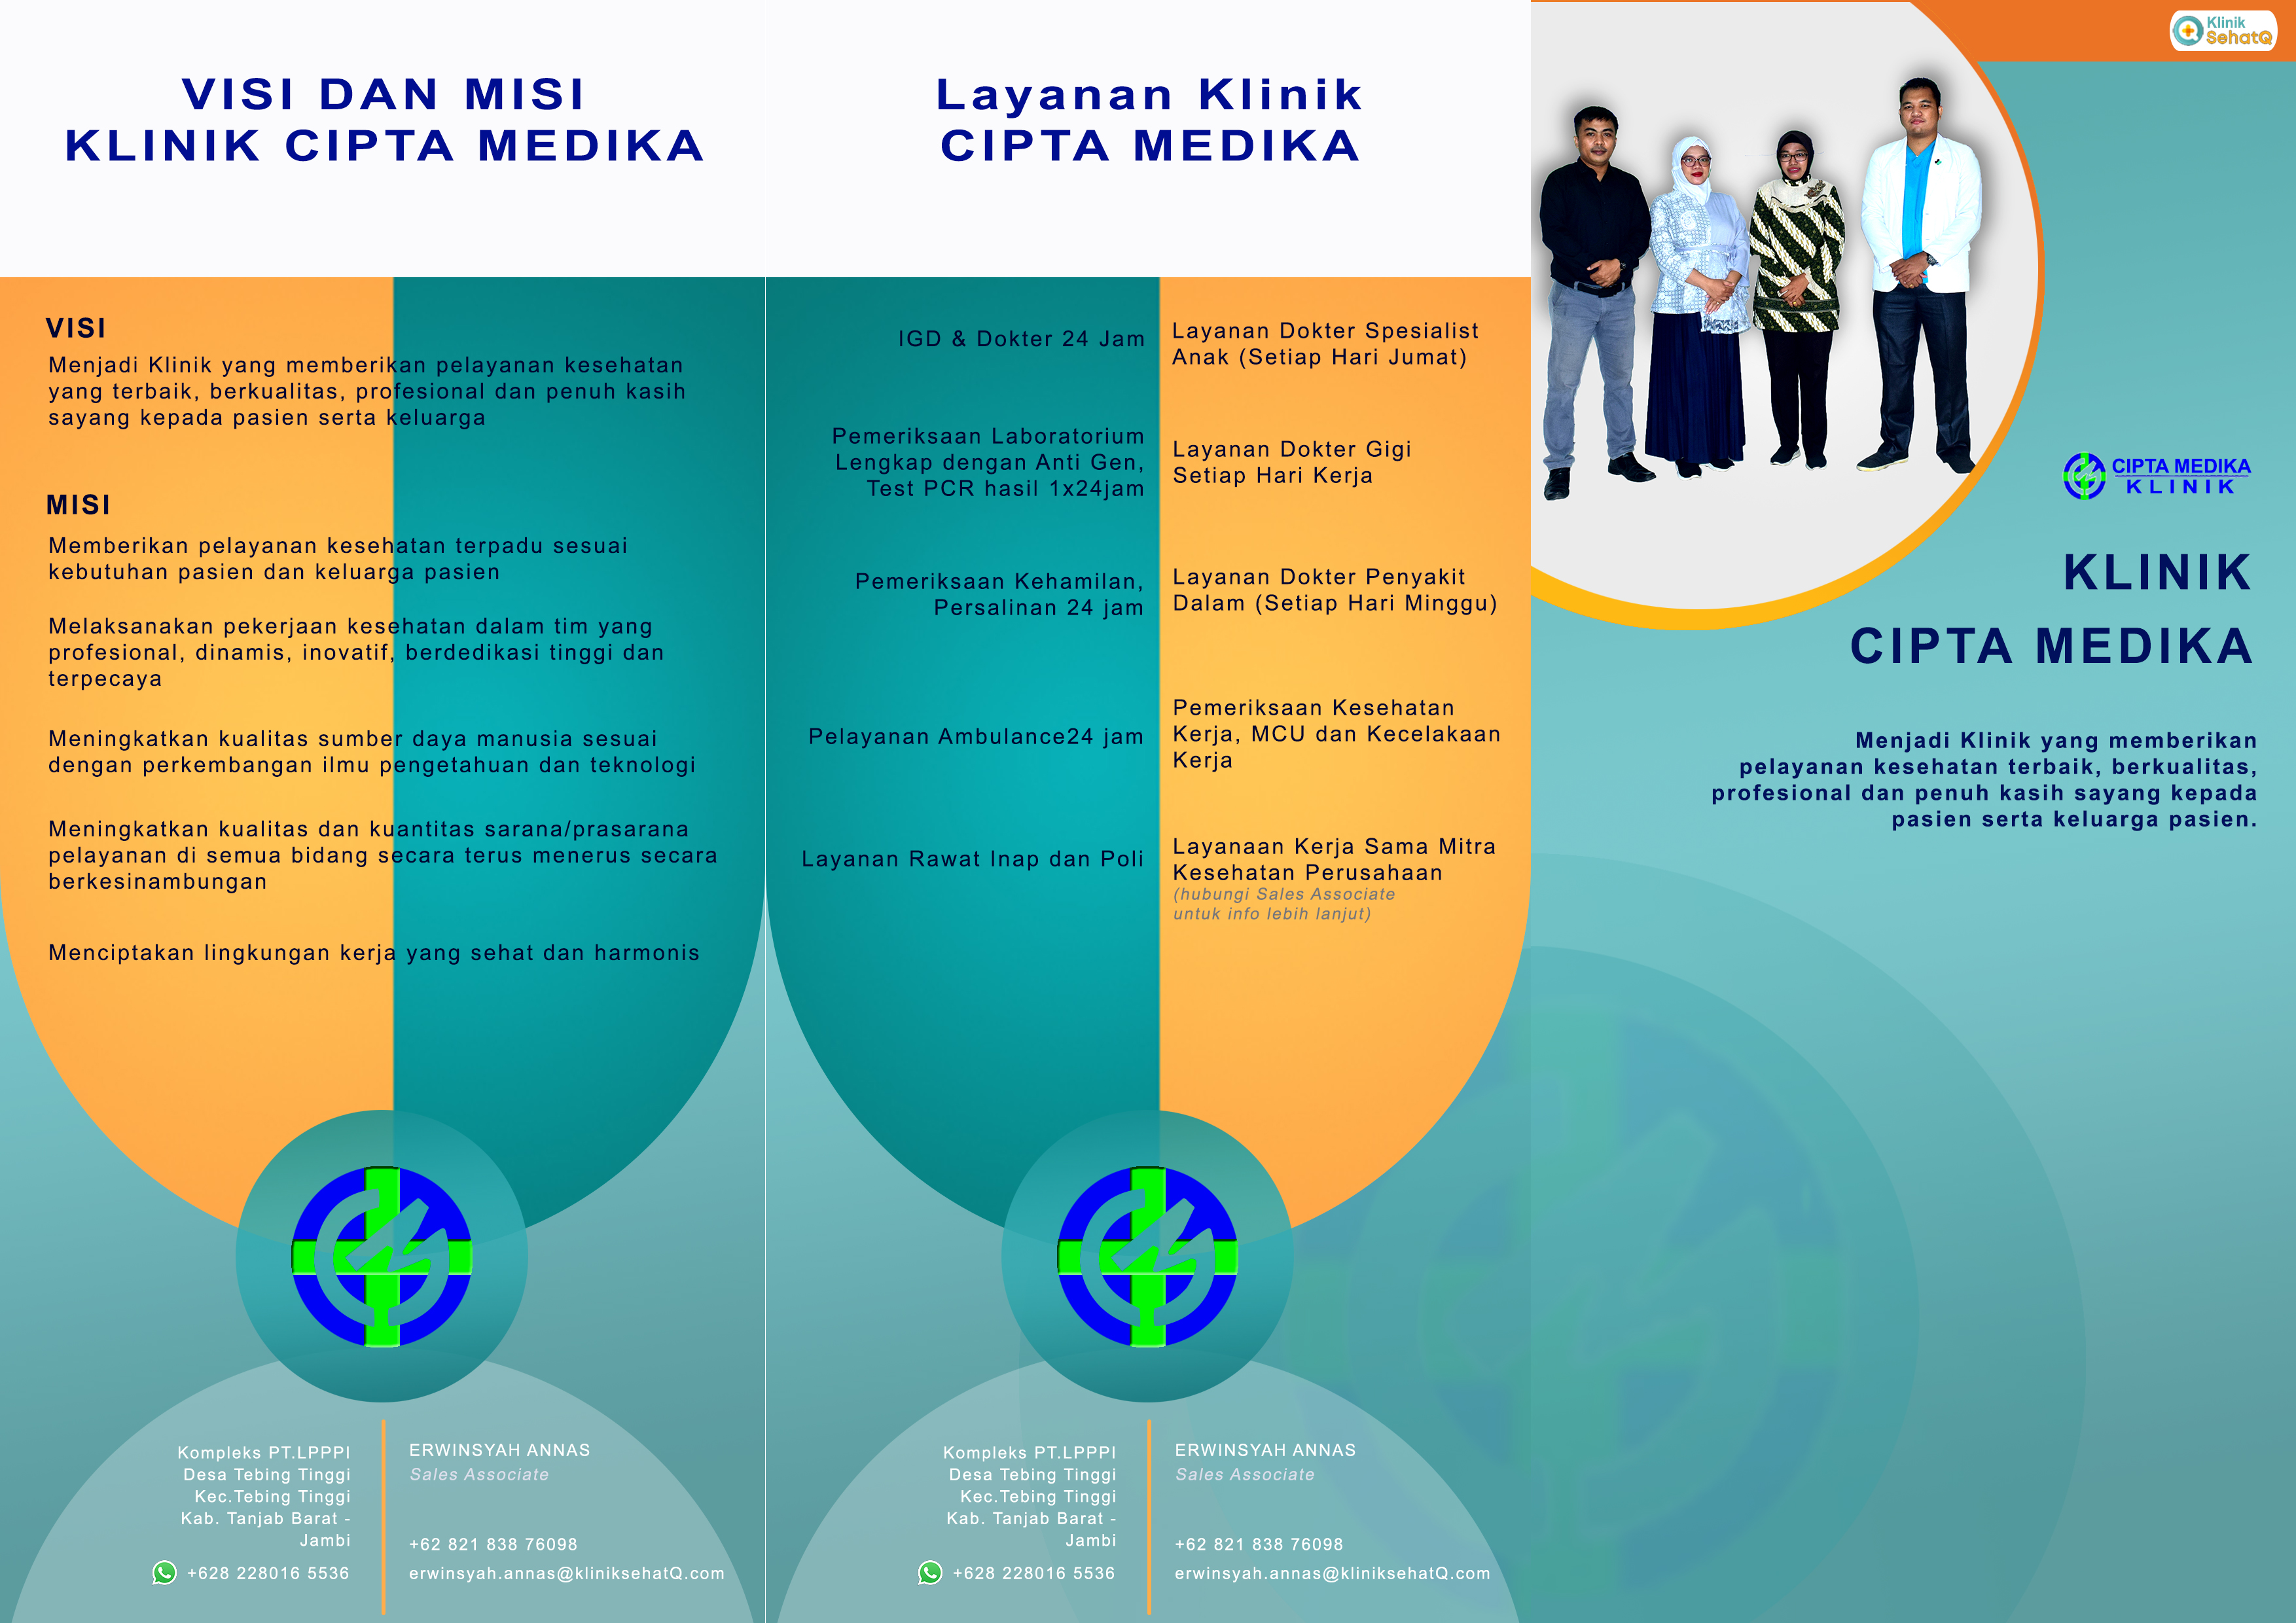 VISI DAN MISI
KLINIK CIPTA MEDIKA
VISI
Menjadi Klinik yang memberikan pelayanan kesehatan
yang terbaik, berkualitas, profesional dan penuh kasih
sayang kepada pasien serta keluarga
MISI
Memberikan pelayanan kesehatan terpadu sesuai
kebutuhan pasien dan keluarga pasien
Melaksanakan pekerjaan kesehatan dalam tim yang
profesional, dinamis, inovatif, berdedikasi tinggi dan
terpecaya
Meningkatkan kualitas sumber daya manusia sesuai
dengan perkembangan ilmu pengetahuan dan teknologi
Meningkatkan kualitas dan kuantitas sarana/prasarana
pelayanan di semua bidang secara terus menerus secara
berkesinambungan
Menciptakan lingkungan kerja yang sehat dan harmonis
Kompleks PT.LPPPI
Desa Tebing Tinggi
Kec.Tebing Tinggi
Kab. Tanjab Barat -
Jambi
+628 228016 5536
ERWINSYAH ANNAS
Sales Associate
+62 821 838 76098
erwinsyah.annas@kliniksehatQ.com
Layanan Klinik
CIPTA MEDIKA
IGD & Dokter 24 Jam
Pemeriksaan Laboratorium
Lengkap dengan Anti Gen,
Test PCR hasil 1x24jam
Pemeriksaan Kehamilan,
Persalinan 24 jam
Pelayanan Ambulance24 jam
Layanan Rawat Inap dan Poli
Layanan Dokter Spesialist
Anak (Setiap Hari Jumat)
Layanan Dokter Gigi
Setiap Hari Kerja
Layanan Dokter Penyakit
Dalam (Setiap Hari Minggu)
Pemeriksaan Kesehatan
Kerja, MCU dan Kecelakaan
Kerja
Layanaan Kerja Sama Mitra
Kesehatan Perusahaan
(hubungi Sales Associate
untuk info lebih lanjut)
Kompleks PT.LPPPI
Desa Tebing Tinggi
Kec.Tebing Tinggi
Kab. Tanjab Barat -
Jambi
+628 228016 5536
ERWINSYAH ANNAS
Sales Associate
+62 821 838 76098
erwinsyah.annas@kliniksehatQ.com
Klinik
SehatQ
CIPTA MEDIKA
KLINIK
KLINIK
CIPTA MEDIKA
Menjadi Klinik yang memberikan
pelayanan kesehatan terbaik, berkualitas,
profesional dan penuh kasih sayang kepada
pasien serta keluarga pasien.